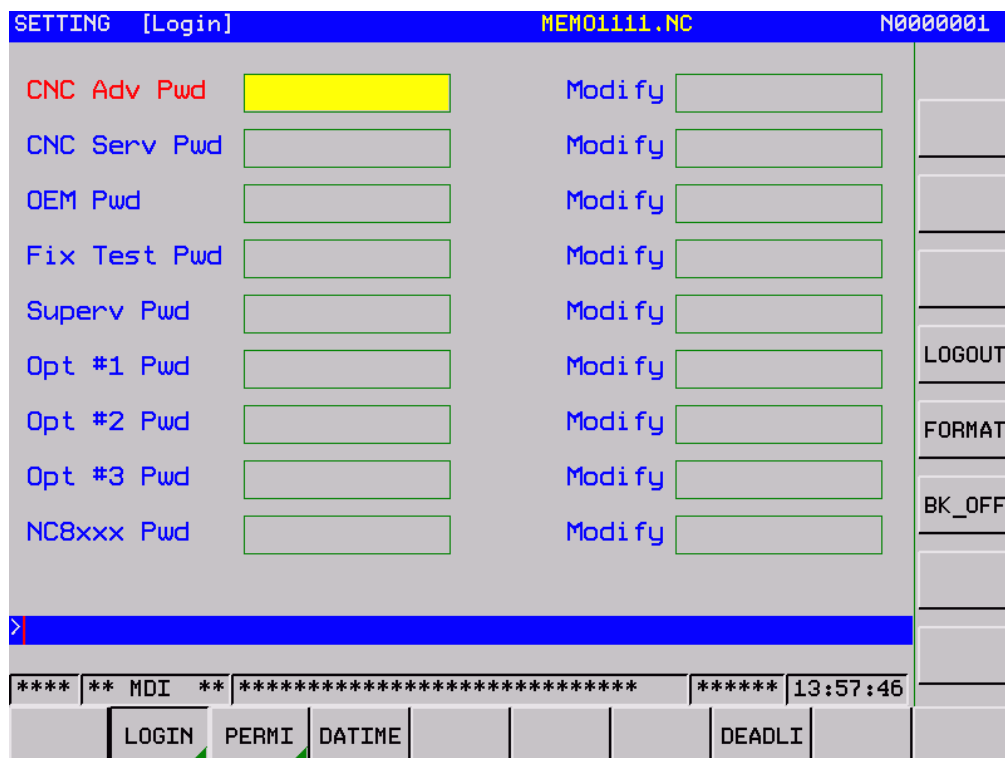 SETTING [Login] MEMO1111.NC N0000001
CNC Adv Pwd Modify
CNC Serv Pwd Modify
OEM Pwd Modify
Fix Test Pwd Modify
Superv Pwd Modify
Opt #1 Pwd Modify
LOGOUT
Opt #2 Pwd Modify
FORMAT
Opt #3 Pwd Modify
BK_OFF
NC8xxx Pwd Modify
>
**** ** MDI ** ***************************** ****** 13:57:46
LOGIN PERMI DATIME DEADLI